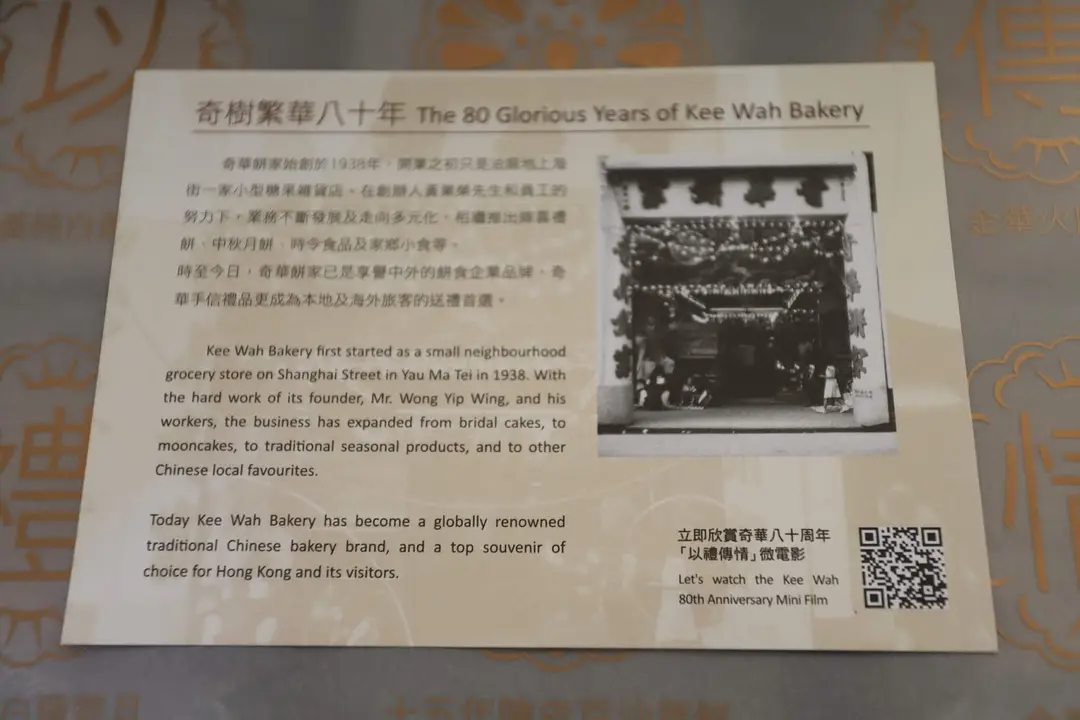 奇樹繁華八十年 The 80 Glorious Years of Kee Wah Bakery
奇華餅家始創於1938年，開業之初只是油麻地上海
街一家小型糖果雜貨店。在創辦人黃業榮先生和員工的
努力下，業務不斷發展及走向多元化，相繼推出嫁喜禮
餅、中秋月餅、時令食品及家鄉小食等。
時至今日，奇華餅家已是享譽中外的餅食企業品牌，奇
華手信禮品更成為本地及海外旅客的送禮首選。
Kee Wah Bakery first started as a small neighbourhood
grocery store on Shanghai Street in Yau Ma Tei in 1938. With
the hard work of its founder, Mr. Wong Yip Wing, and his
workers, the business has expanded from bridal cakes, to
mooncakes, to traditional seasonal products, and to other
Chinese local favourites.
Today Kee Wah Bakery has become a globally renowned
traditional Chinese bakery brand, and a top souvenir of
choice for Hong Kong and its visitors.
立即欣賞奇華八十周年
「以禮傳情」微電影
Let's watch the Kee Wah
80th Anniversary Mini Film
以
傳
禮
情